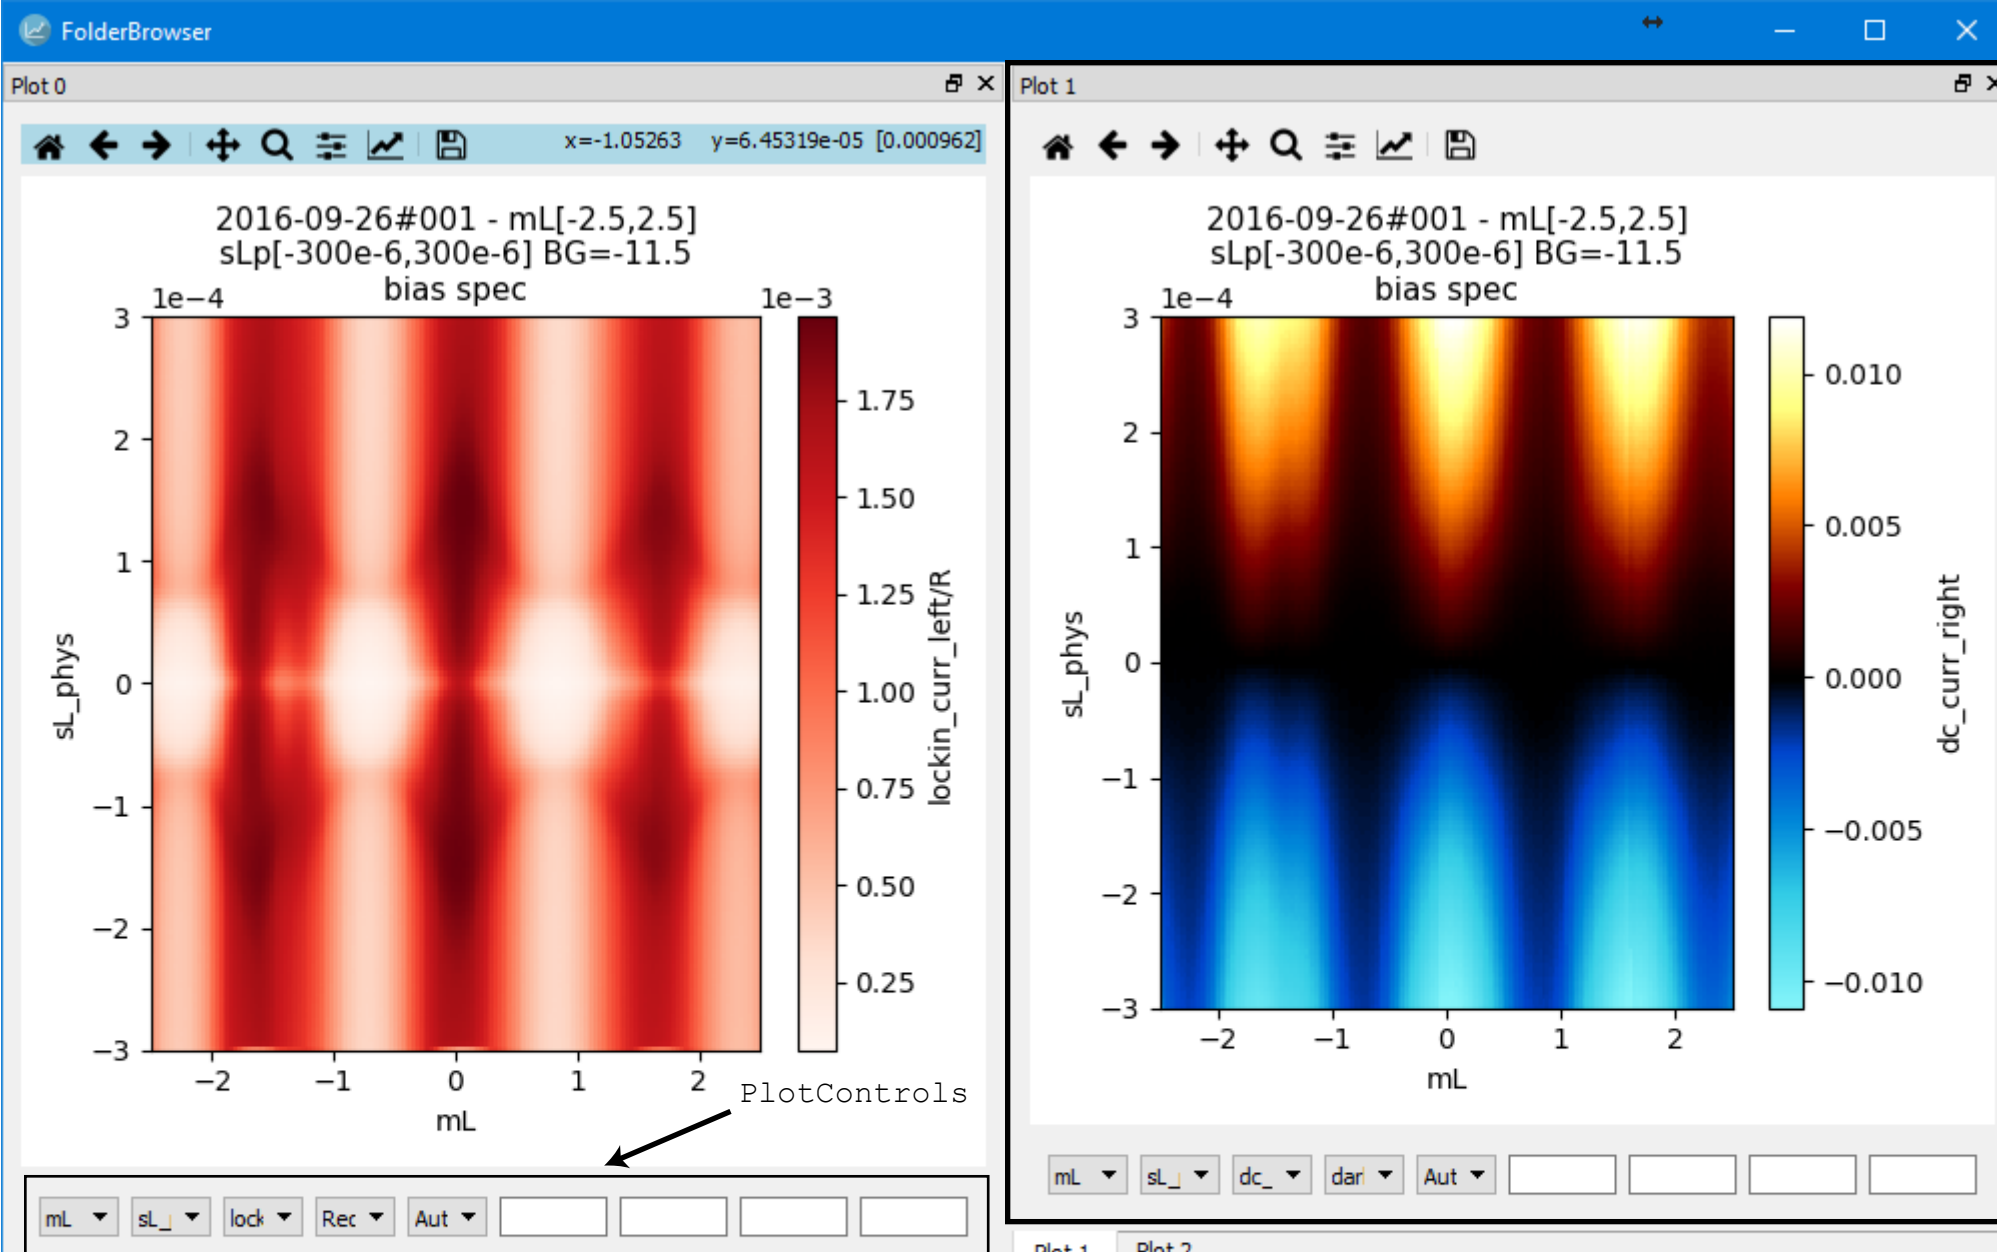 FolderBrowser
Plot 0
x=-1.05263 y=6.45319e-05 [0.000962]
2016-09-26#001 - mL[-2.5,2.5]
sLp[-300e-6,300e-6] BG=-11.5
bias spec
1e−4
1e−3
3
2
1
0
−1
−2
−3
sL_phys
−2
−1
0
1
2
mL
1.75
1.50
1.25
1.00
0.75
0.50
0.25
lockin_curr_left/R
PlotControls
mL
sL_
lock
Rec
Aut
Plot 1
2016-09-26#001 - mL[-2.5,2.5]
sLp[-300e-6,300e-6] BG=-11.5
bias spec
1e−4
3
2
1
0
−1
−2
−3
sL_phys
−2
−1
0
1
2
mL
0.010
0.005
0.000
−0.005
−0.010
dc_curr_right
mL
sL_
dc_
dar
Aut
Plot 1
Plot 2